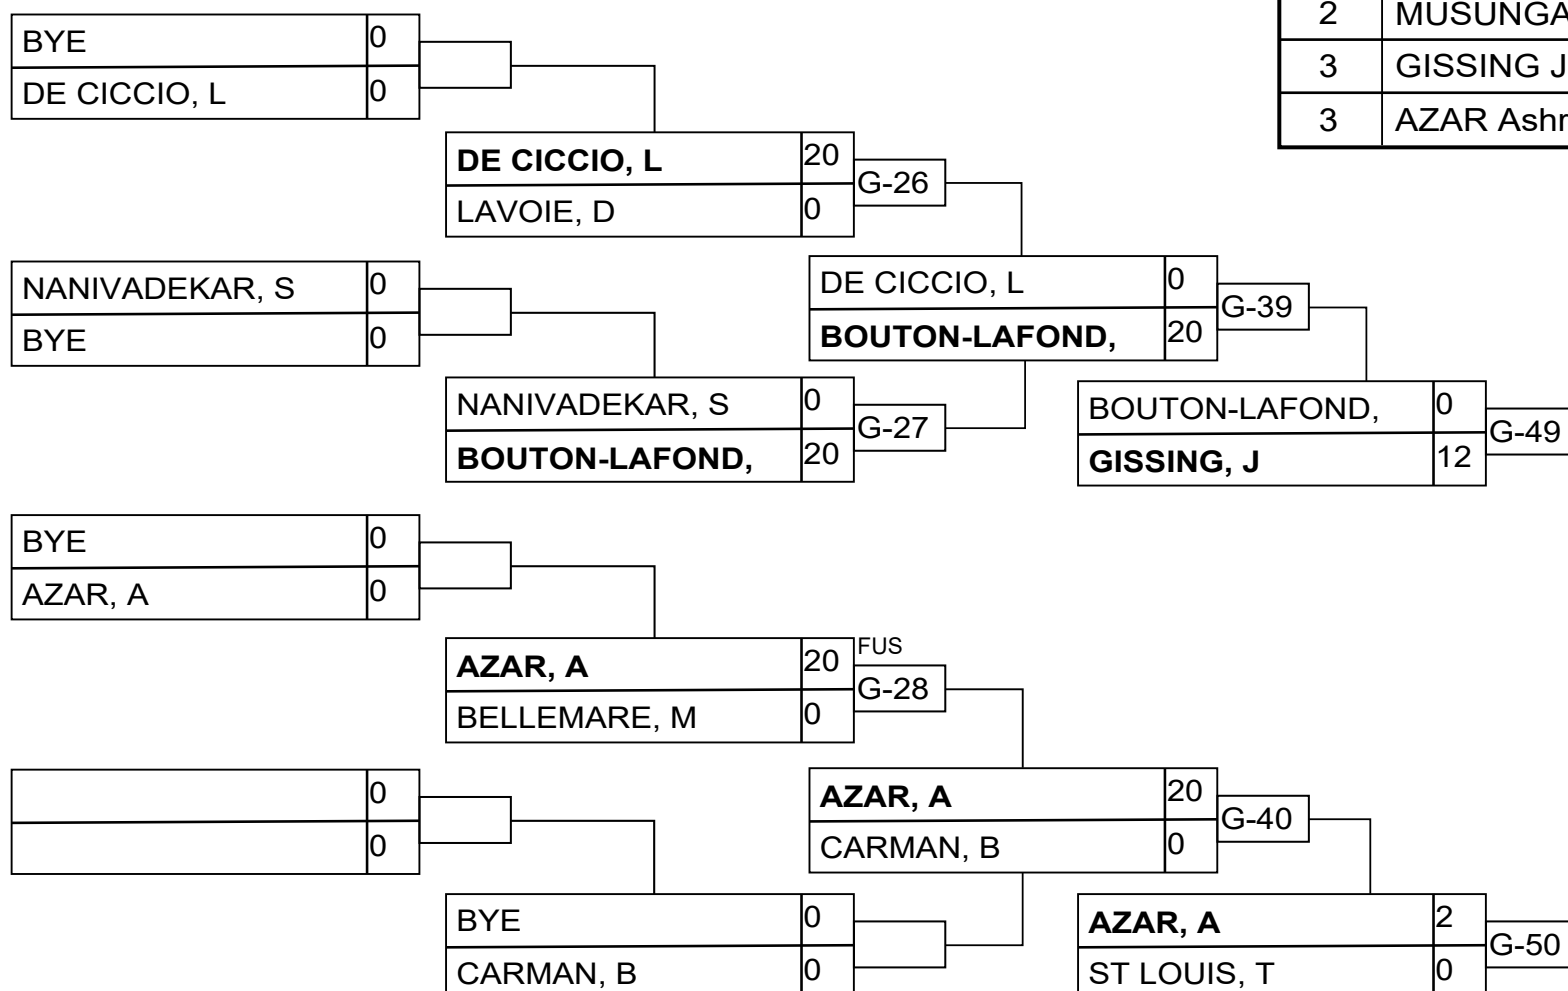 2 MUSUNGA
3 GISSING J
3 AZAR Ash
BYE 0
DE CICCIO, L 0
DE CICCIO, L 20
G-26
LAVOIE, D 0
NANIVADEKAR, S 0
BYE 0
DE CICCIO, L 0
G-39
BOUTON-LAFOND, 20
NANIVADEKAR, S 0
G-27
BOUTON-LAFOND, 20
BOUTON-LAFOND, 0
G-49
GISSING, J 12
BYE 0
AZAR, A 0
FUS
AZAR, A 20
G-28
BELLEMARE, M 0
0
0
AZAR, A 20
G-40
CARMAN, B 0
BYE 0
CARMAN, B 0
AZAR, A 2
G-50
ST LOUIS, T 0